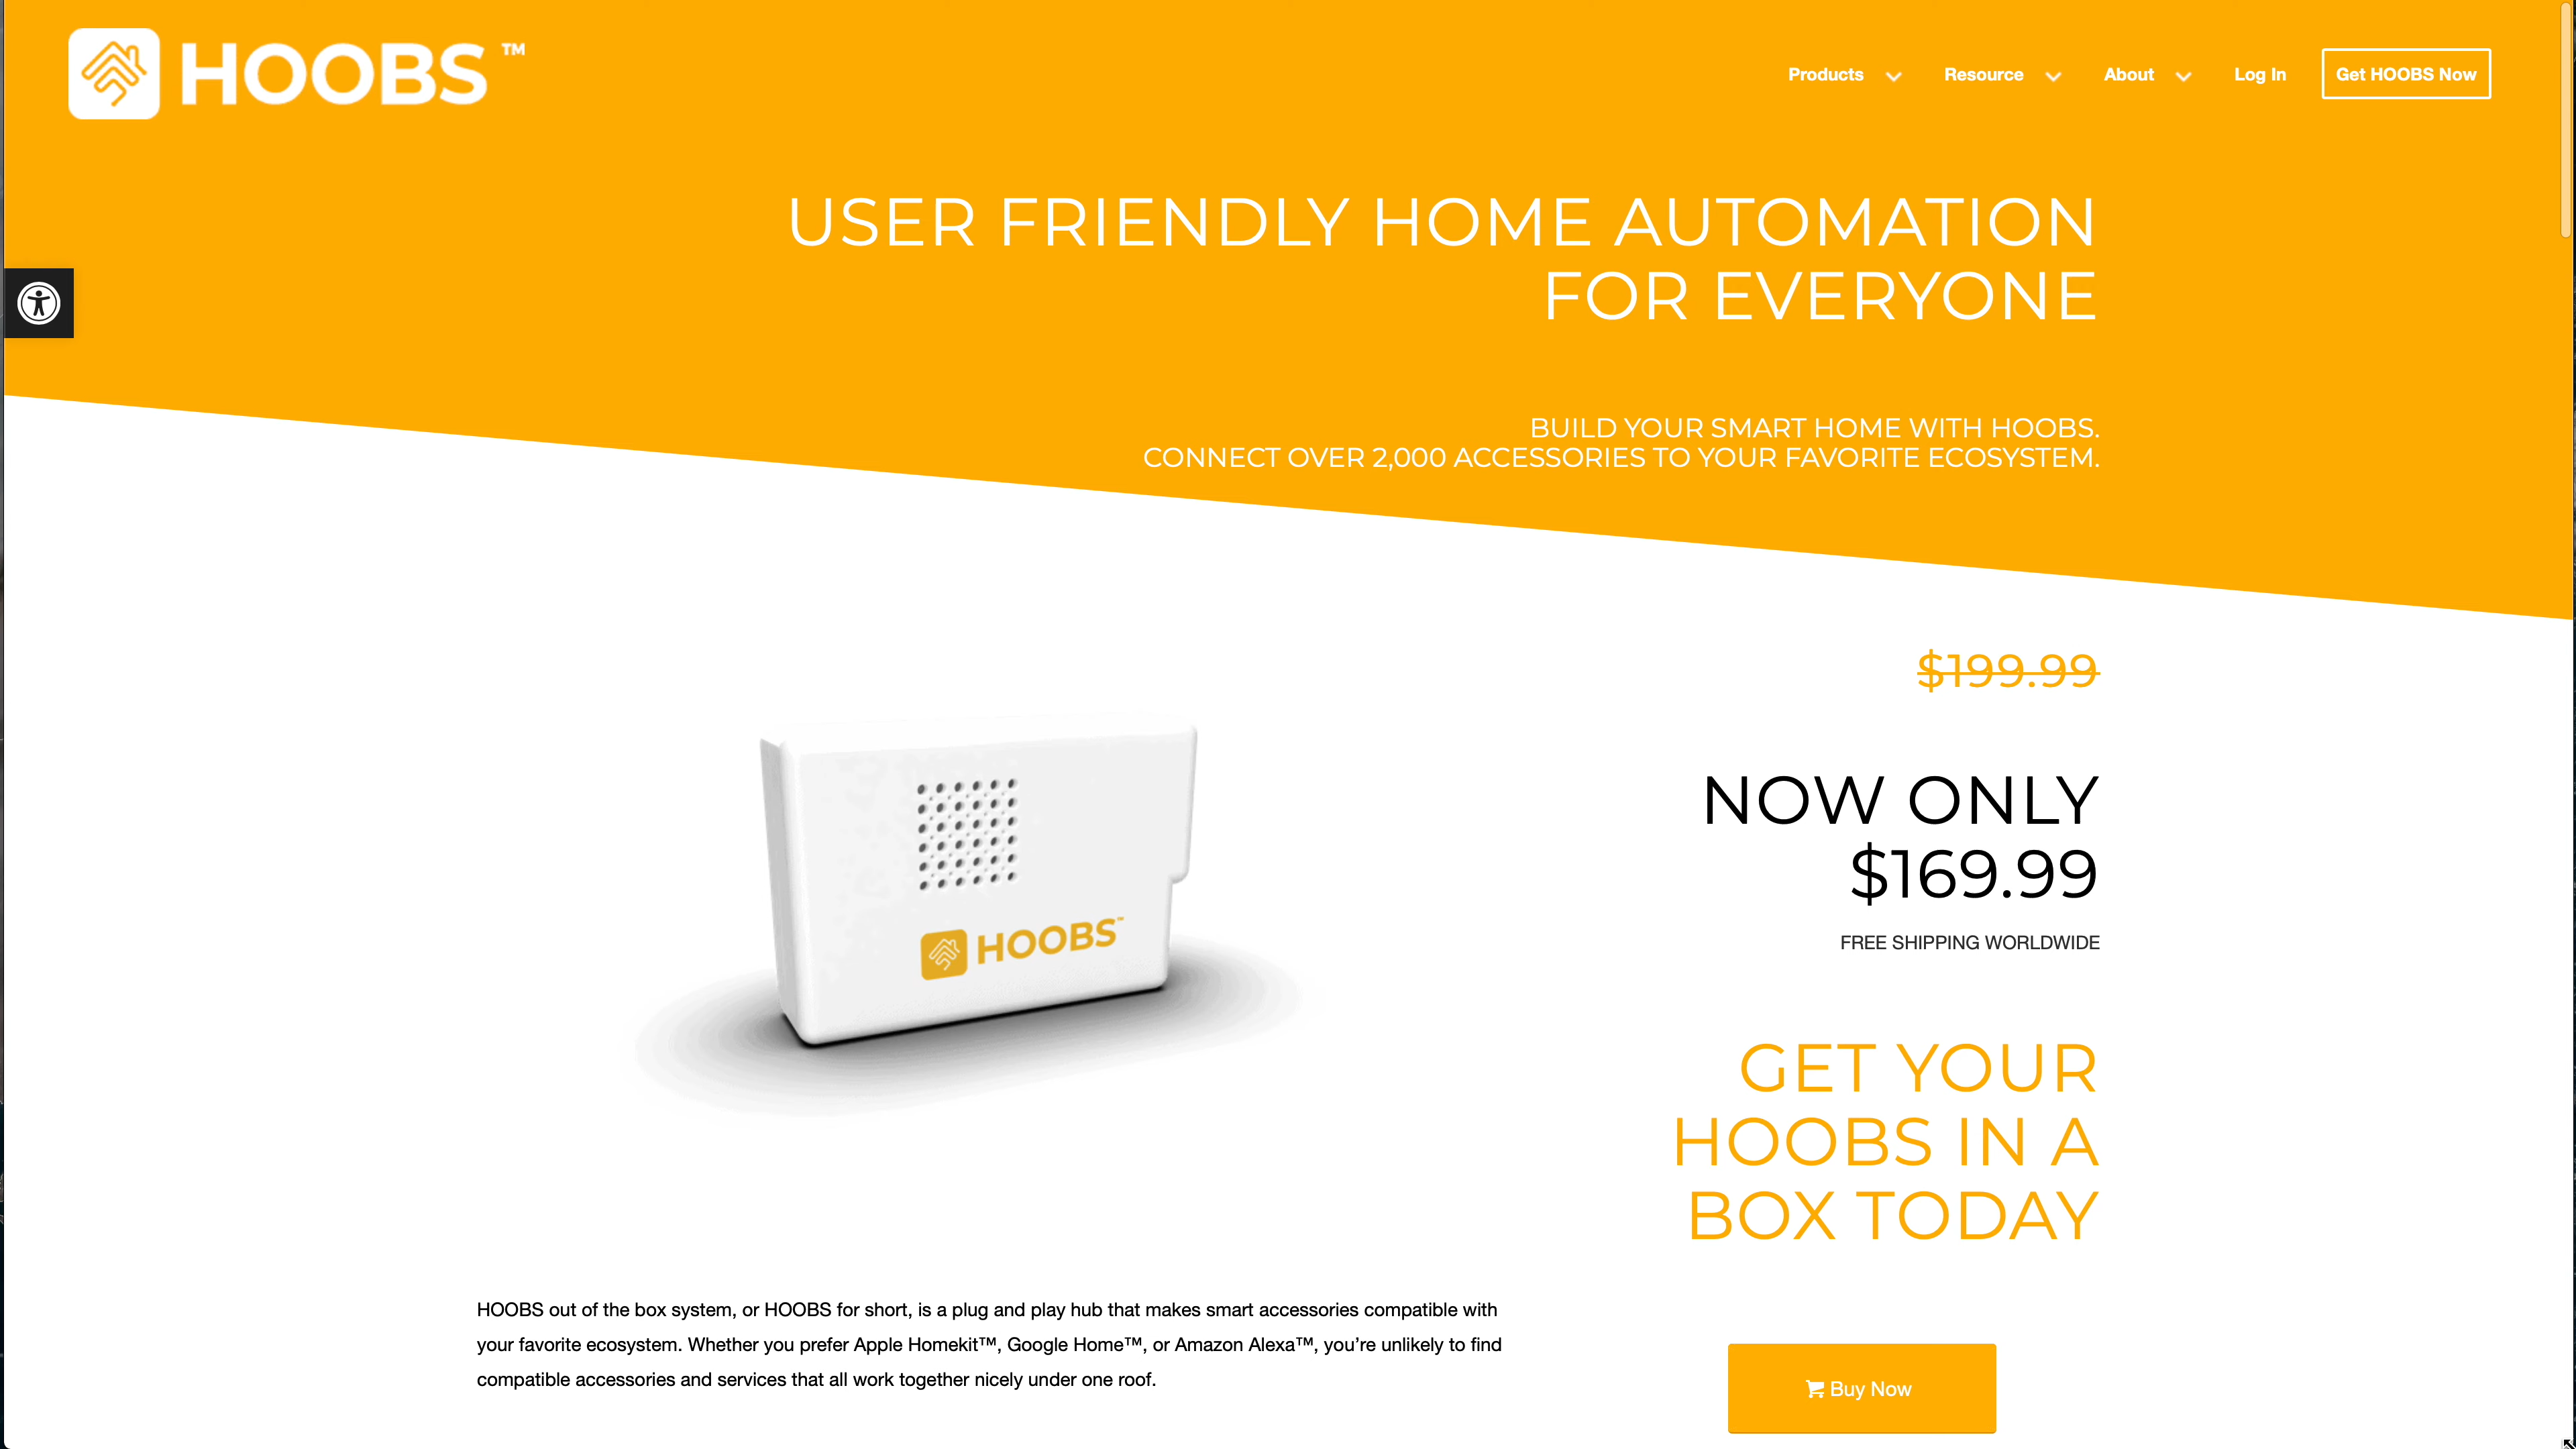 HOOBS™
Products
Resource
About
Log In
Get HOOBS Now
USER FRIENDLY HOME AUTOMATION
FOR EVERYONE
BUILD YOUR SMART HOME WITH HOOBS.
CONNECT OVER 2,000 ACCESSORIES TO YOUR FAVORITE ECOSYSTEM.
$199.99
NOW ONLY
$169.99
FREE SHIPPING WORLDWIDE
HOOBS™
GET YOUR
HOOBS IN A
BOX TODAY
HOOBS out of the box system, or HOOBS for short, is a plug and play hub that makes smart accessories compatible with
your favorite ecosystem. Whether you prefer Apple Homekit™, Google Home™, or Amazon Alexa™, you’re unlikely to find
compatible accessories and services that all work together nicely under one roof.
Buy Now